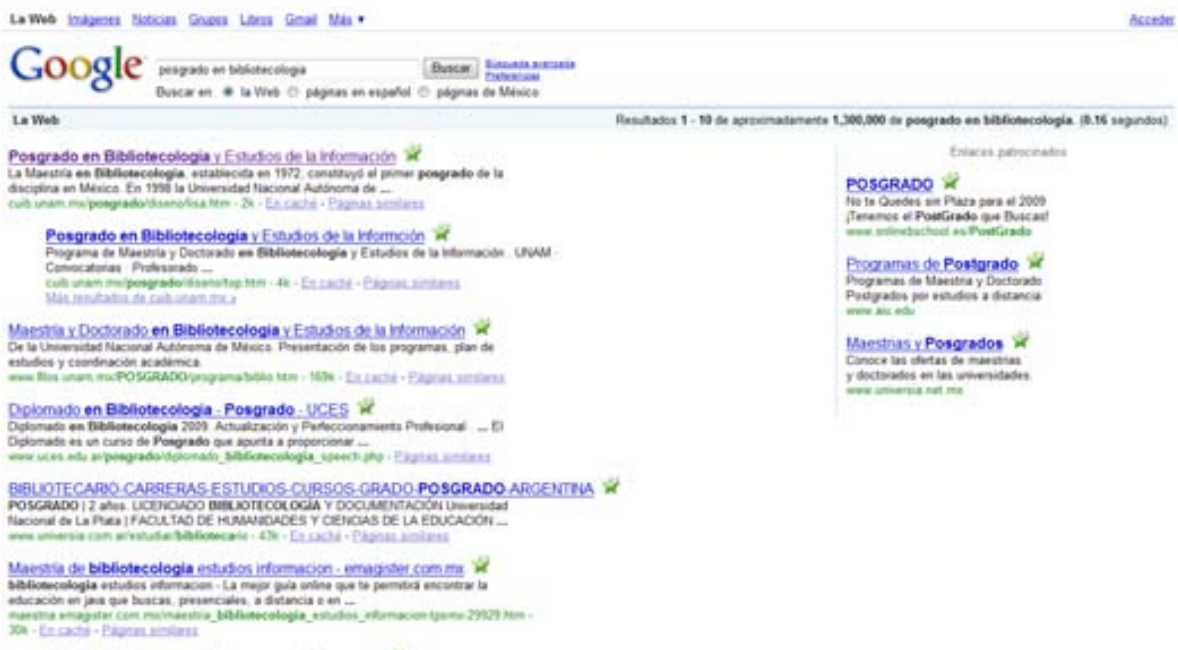 La Web Imágenes Noticias Grupos Libros Gmail Más ▼ Acceder
Google posgrado en bibliotecologia Buscar Búsqueda avanzada
Preferencias
Buscar en: la Web páginas en español páginas de México
La Web Resultados 1 - 10 de aproximadamente 1,300,000 de posgrado en bibliotecologia. (0.16 segundos)
Posgrado en Bibliotecologia y Estudios de la Información
La Maestría en Bibliotecologia, establecida en 1972, constituyó el primer posgrado de la
disciplina en México. En 1998 la Universidad Nacional Autónoma de ...
cuib.unam.mx/posgrado/diseno/lisa.htm - 2k - En caché - Páginas similares
Posgrado en Bibliotecologia y Estudios de la Informción
Programa de Maestría y Doctorado en Bibliotecologia y Estudios de la Información . UNAM ·
Convocatorias · Profesorado ...
cuib.unam.mx/posgrado/diseno/top.htm - 4k - En caché - Páginas similares
Más resultados de cuib.unam.mx »
Maestría y Doctorado en Bibliotecologia y Estudios de la Información
De la Universidad Nacional Autónoma de México. Presentación de los programas, plan de
estudios y coordinación académica.
www.filos.unam.mx/POSGRADO/programa/biblio.htm - 169k - En caché - Páginas similares
Diplomado en Bibliotecologia - Posgrado - UCES
Diplomado en Bibliotecologia 2009. Actualización y Perfeccionamiento Profesional . ... El
Diplomado es un curso de Posgrado que apunta a proporcionar ...
www.uces.edu.ar/posgrado/diplomado_bibliotecologia_speech.php - Páginas similares
BIBLIOTECARIO-CARRERAS-ESTUDIOS-CURSOS-GRADO-POSGRADO-ARGENTINA
POSGRADO | 2 años. LICENCIADO BIBLIOTECOLOGÍA Y DOCUMENTACIÓN Universidad
Nacional de La Plata | FACULTAD DE HUMANIDADES Y CIENCIAS DE LA EDUCACIÓN ...
www.universia.com.ar/estudiar/bibliotecario - 43k - En caché - Páginas similares
Maestría de bibliotecologia estudios informacion - emagister.com.mx
bibliotecologia estudios informacion - La mejor guía online que te permitirá encontrar la
educación en java que buscas, presenciales, a distancia o en ...
maestria.emagister.com.mx/maestria_bibliotecologia_estudios_informacion-tpsmx-29929.htm -
30k - En caché - Páginas similares
Enlaces patrocinados
POSGRADO
No te Quedes sin Plaza para el 2009
¡Tenemos el PostGrado que Buscas!
www.onlinebschool.es/PostGrado
Programas de Postgrado
Programas de Maestria y Doctorado
Postgrados por estudios a distancia
www.aiu.edu
Maestrias y Posgrados
Conoce las ofertas de maestrias
y doctorados en las universidades.
www.universia.net.mx